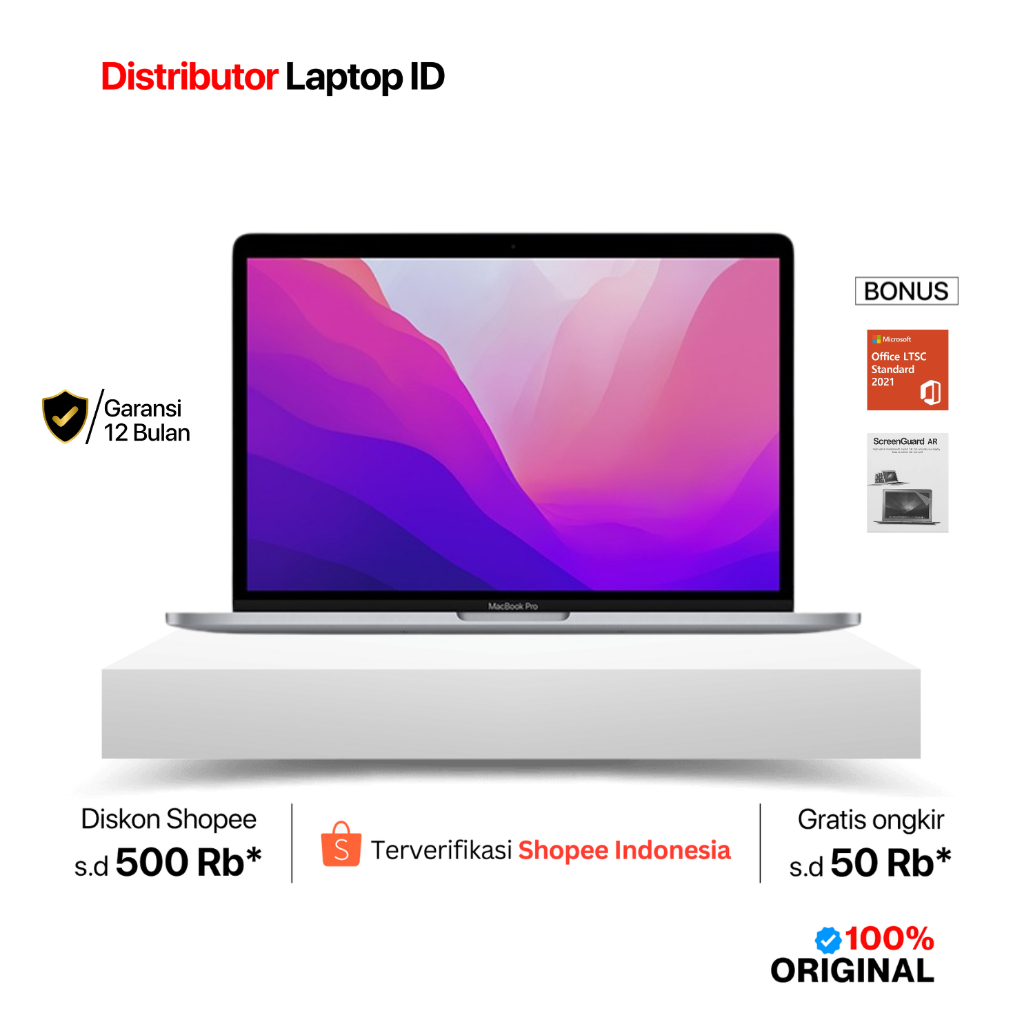 Distributor Laptop ID
BONUS
Microsoft
Office LTSC
Standard
2021
Garansi
12 Bulan
ScreenGuard AR
MacBook Pro
Diskon Shopee
s.d 500 Rb*
S
Terverifikasi Shopee Indonesia
Gratis ongkir
s.d 50 Rb*
100%
ORIGINAL